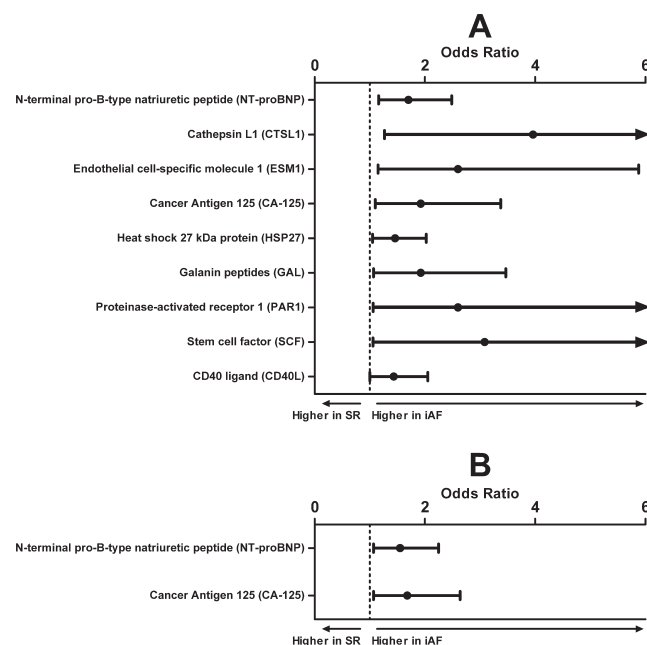 A
Odds Ratio
0 2 4 6
N-terminal pro-B-type natriuretic peptide (NT-proBNP)
Cathepsin L1 (CTSL1)
Endothelial cell-specific molecule 1 (ESM1)
Cancer Antigen 125 (CA-125)
Heat shock 27 kDa protein (HSP27)
Galanin peptides (GAL)
Proteinase-activated receptor 1 (PAR1)
Stem cell factor (SCF)
CD40 ligand (CD40L)
Higher in SR Higher in iAF
B
Odds Ratio
0 2 4 6
N-terminal pro-B-type natriuretic peptide (NT-proBNP)
Cancer Antigen 125 (CA-125)
Higher in SR Higher in iAF